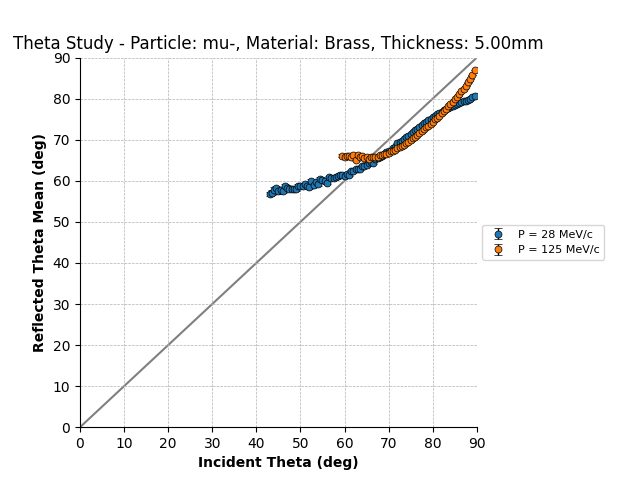 Theta Study - Particle: mu-, Material: Brass, Thickness: 5.00mm
90
80
70
60
50
40
30
20
10
0
Reflected Theta Mean (deg)
0 10 20 30 40 50 60 70 80 90
Incident Theta (deg)
P = 28 MeV/c
P = 125 MeV/c